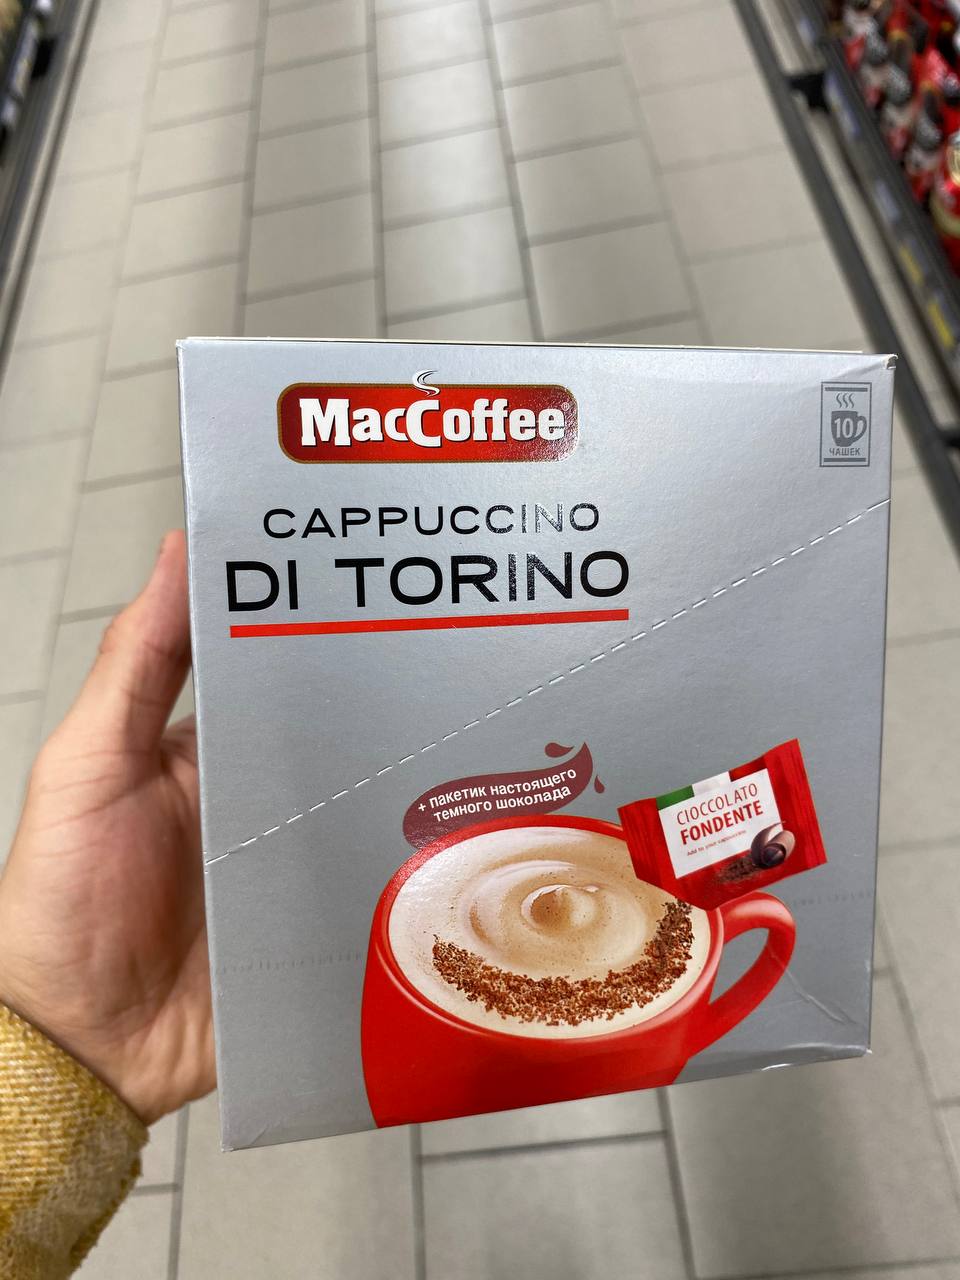 MacCoffee
10
ЧАШЕК
CAPPUCCINO
DI TORINO
+ пакетик настоящего
темного шоколада
CIOCCOLATO
FONDENTE
Add to your cappuccino